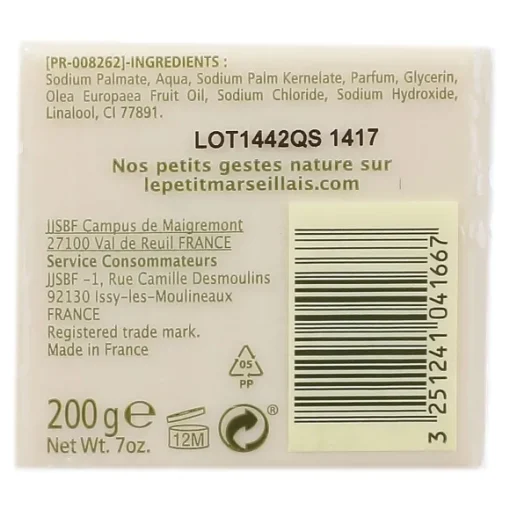 [PR-008262]-INGREDIENTS :
Sodium Palmate, Aqua, Sodium Palm Kernelate, Parfum, Glycerin,
Olea Europaea Fruit Oil, Sodium Chloride, Sodium Hydroxide,
Linalool, CI 77891.
LOT1442QS 1417
Nos petits gestes nature sur
lepetitmarseillais.com
JJSBF Campus de Maigremont
27100 Val de Reuil FRANCE
Service Consommateurs
JJSBF –1, Rue Camille Desmoulins
92130 Issy-les-Moulineaux
FRANCE
Registered trade mark.
Made in France
05
PP
200 g e
Net Wt. 7oz.
12M
®
3 251241 041667